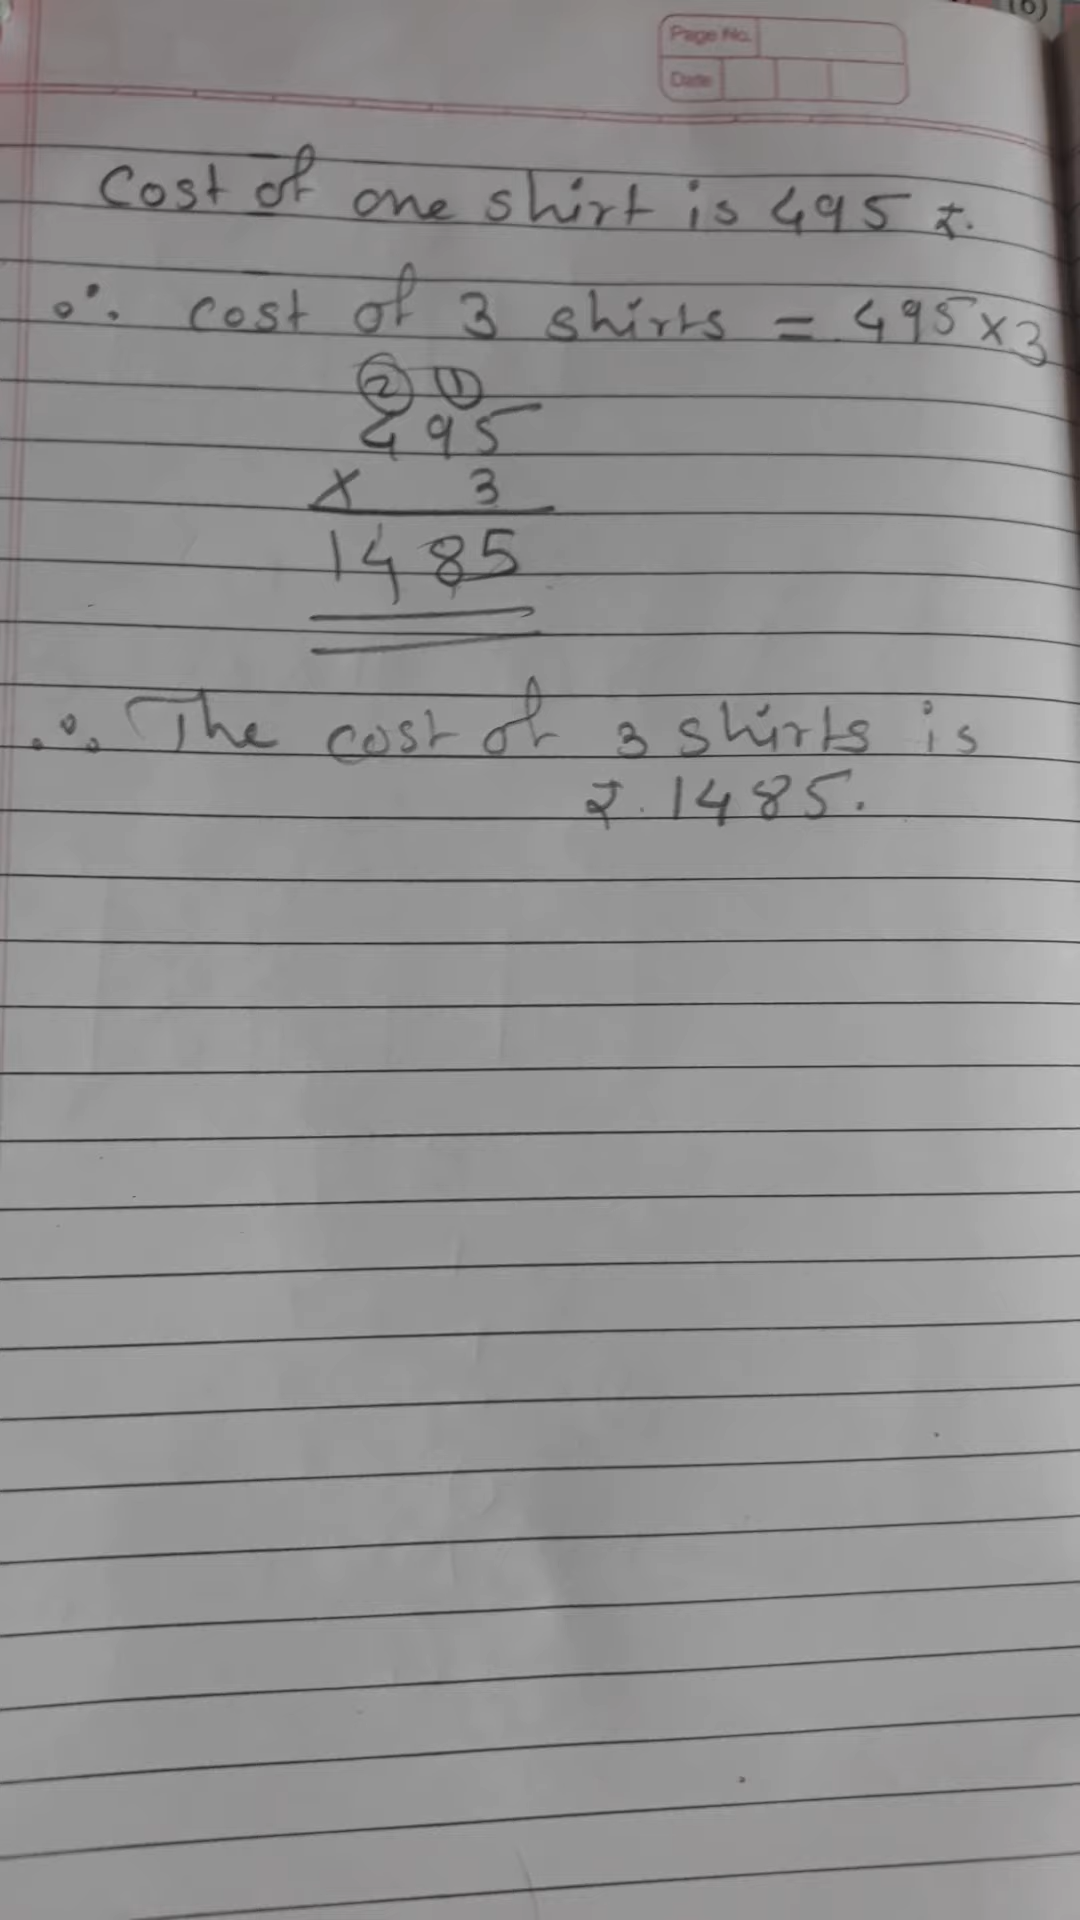 (6)
Page No.
Date
Cost of one shirt is 495 ₹.
∴ cost of 3 shirts = 495 × 3
② ①
495
× 3
1485
∴ The cost of 3 shirts is
₹. 1485.